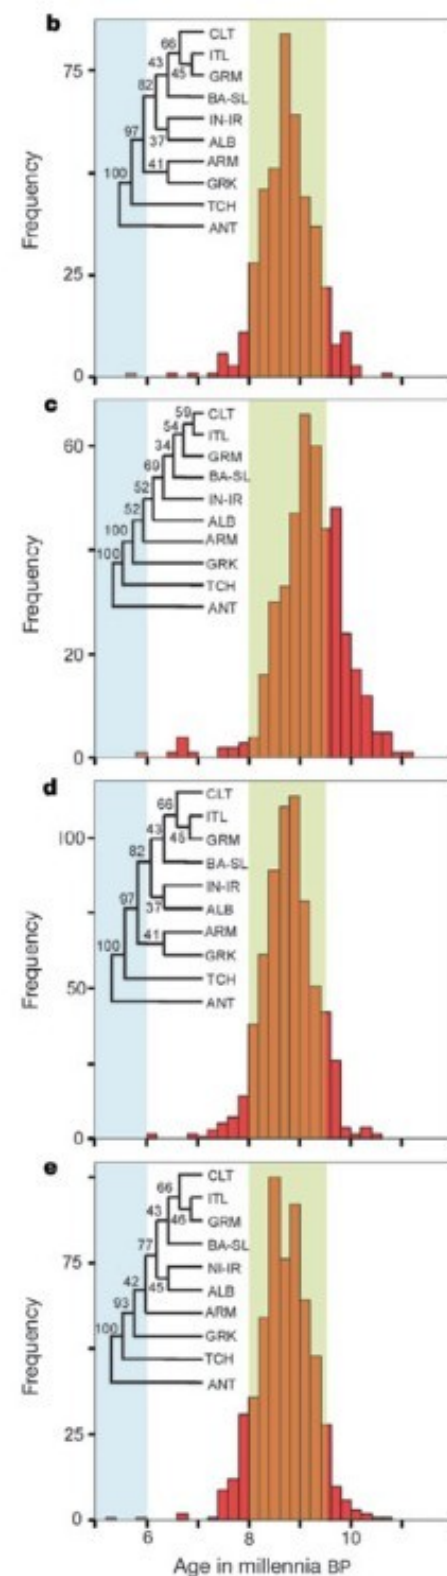 b
66
CLT
75
43
ITL
45
GRM
82
BA-SL
IN-IR
97
37
ALB
41
ARM
100
GRK
TCH
ANT
Frequency
25
0
c
59
CLT
54
ITL
60
34
GRM
69
BA-SL
52
IN-IR
52
ALB
100
ARM
100
GRK
TCH
ANT
Frequency
20
0
d
CLT
66
ITL
43
100
45
GRM
82
BA-SL
IN-IR
97
37
ALB
41
ARM
100
GRK
TCH
ANT
Frequency
50
0
e
CLT
66
ITL
43
46
GRM
77
BA-SL
75
NI-IR
42
45
ALB
93
ARM
100
GRK
TCH
ANT
Frequency
25
0
6 8 10
Age in millennia BP